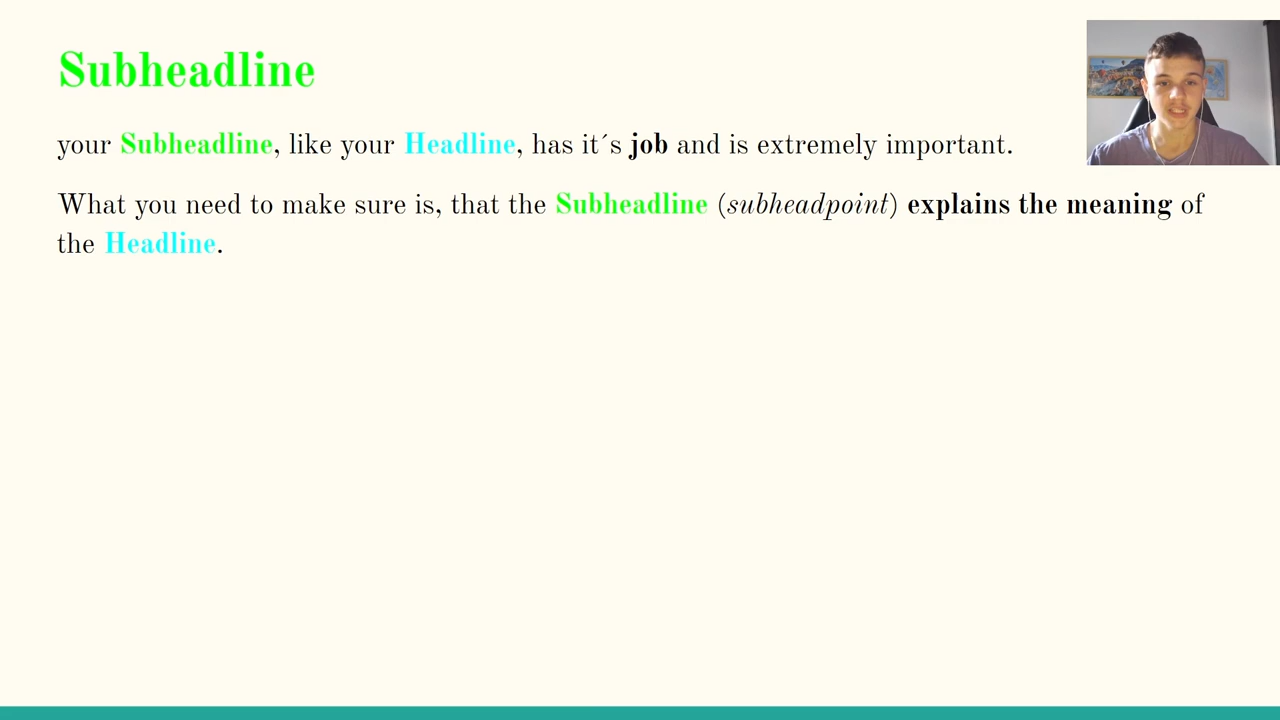 Subheadline
your Subheadline, like your Headline, has it´s job and is extremely important.
What you need to make sure is, that the Subheadline (subheadpoint) explains the meaning of
the Headline.